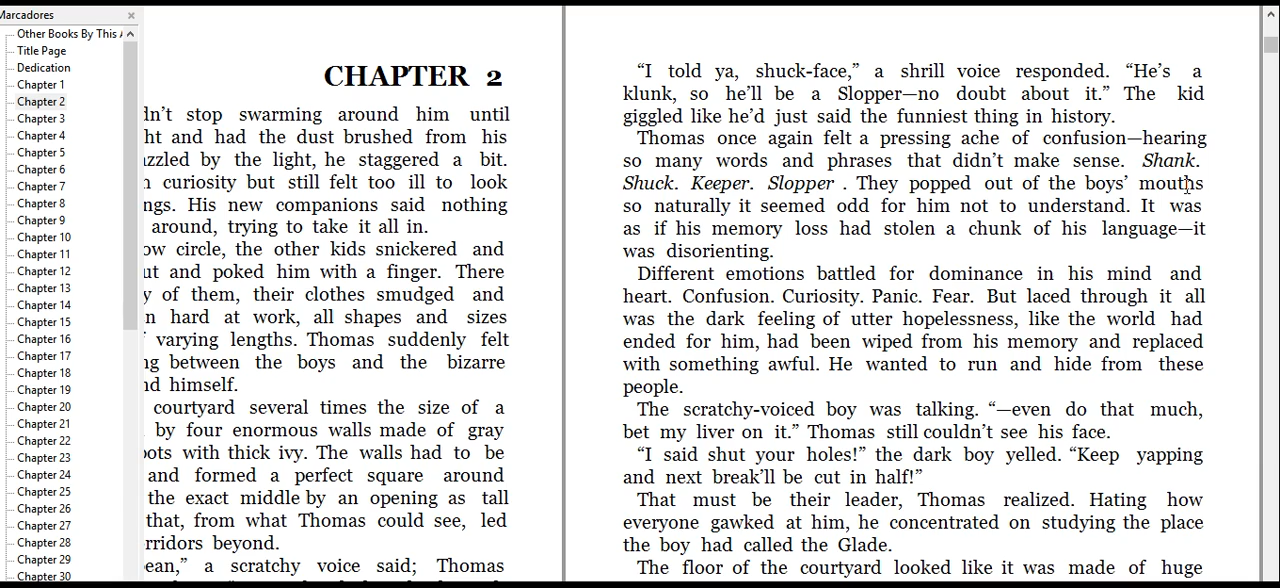 Marcadores
Other Books By This
Title Page
Dedication
Chapter 1
Chapter 2
Chapter 3
Chapter 4
Chapter 5
Chapter 6
Chapter 7
Chapter 8
Chapter 9
Chapter 10
Chapter 11
Chapter 12
Chapter 13
Chapter 14
Chapter 15
Chapter 16
Chapter 17
Chapter 18
Chapter 19
Chapter 20
Chapter 21
Chapter 22
Chapter 23
Chapter 24
Chapter 25
Chapter 26
Chapter 27
Chapter 28
Chapter 29
Chapter 30
CHAPTER 2
dn’t stop swarming around him until
ht and had the dust brushed from his
azzled by the light, he staggered a bit.
curiosity but still felt too ill to look
ngs. His new companions said nothing
around, trying to take it all in.
ow circle, the other kids snickered and
ut and poked him with a finger. There
y of them, their clothes smudged and
n hard at work, all shapes and sizes
varying lengths. Thomas suddenly felt
ng between the boys and the bizarre
nd himself.
courtyard several times the size of a
by four enormous walls made of gray
pots with thick ivy. The walls had to be
and formed a perfect square around
the exact middle by an opening as tall
that, from what Thomas could see, led
rridors beyond.
ean,” a scratchy voice said; Thomas
“I told ya, shuck-face,” a shrill voice responded. “He’s a
klunk, so he’ll be a Slopper—no doubt about it.” The kid
giggled like he’d just said the funniest thing in history.
Thomas once again felt a pressing ache of confusion—hearing
so many words and phrases that didn’t make sense. Shank.
Shuck. Keeper. Slopper . They popped out of the boys’ mouths
so naturally it seemed odd for him not to understand. It was
as if his memory loss had stolen a chunk of his language—it
was disorienting.
Different emotions battled for dominance in his mind and
heart. Confusion. Curiosity. Panic. Fear. But laced through it all
was the dark feeling of utter hopelessness, like the world had
ended for him, had been wiped from his memory and replaced
with something awful. He wanted to run and hide from these
people.
The scratchy-voiced boy was talking. “—even do that much,
bet my liver on it.” Thomas still couldn’t see his face.
“I said shut your holes!” the dark boy yelled. “Keep yapping
and next break’ll be cut in half!”
That must be their leader, Thomas realized. Hating how
everyone gawked at him, he concentrated on studying the place
the boy had called the Glade.
The floor of the courtyard looked like it was made of huge